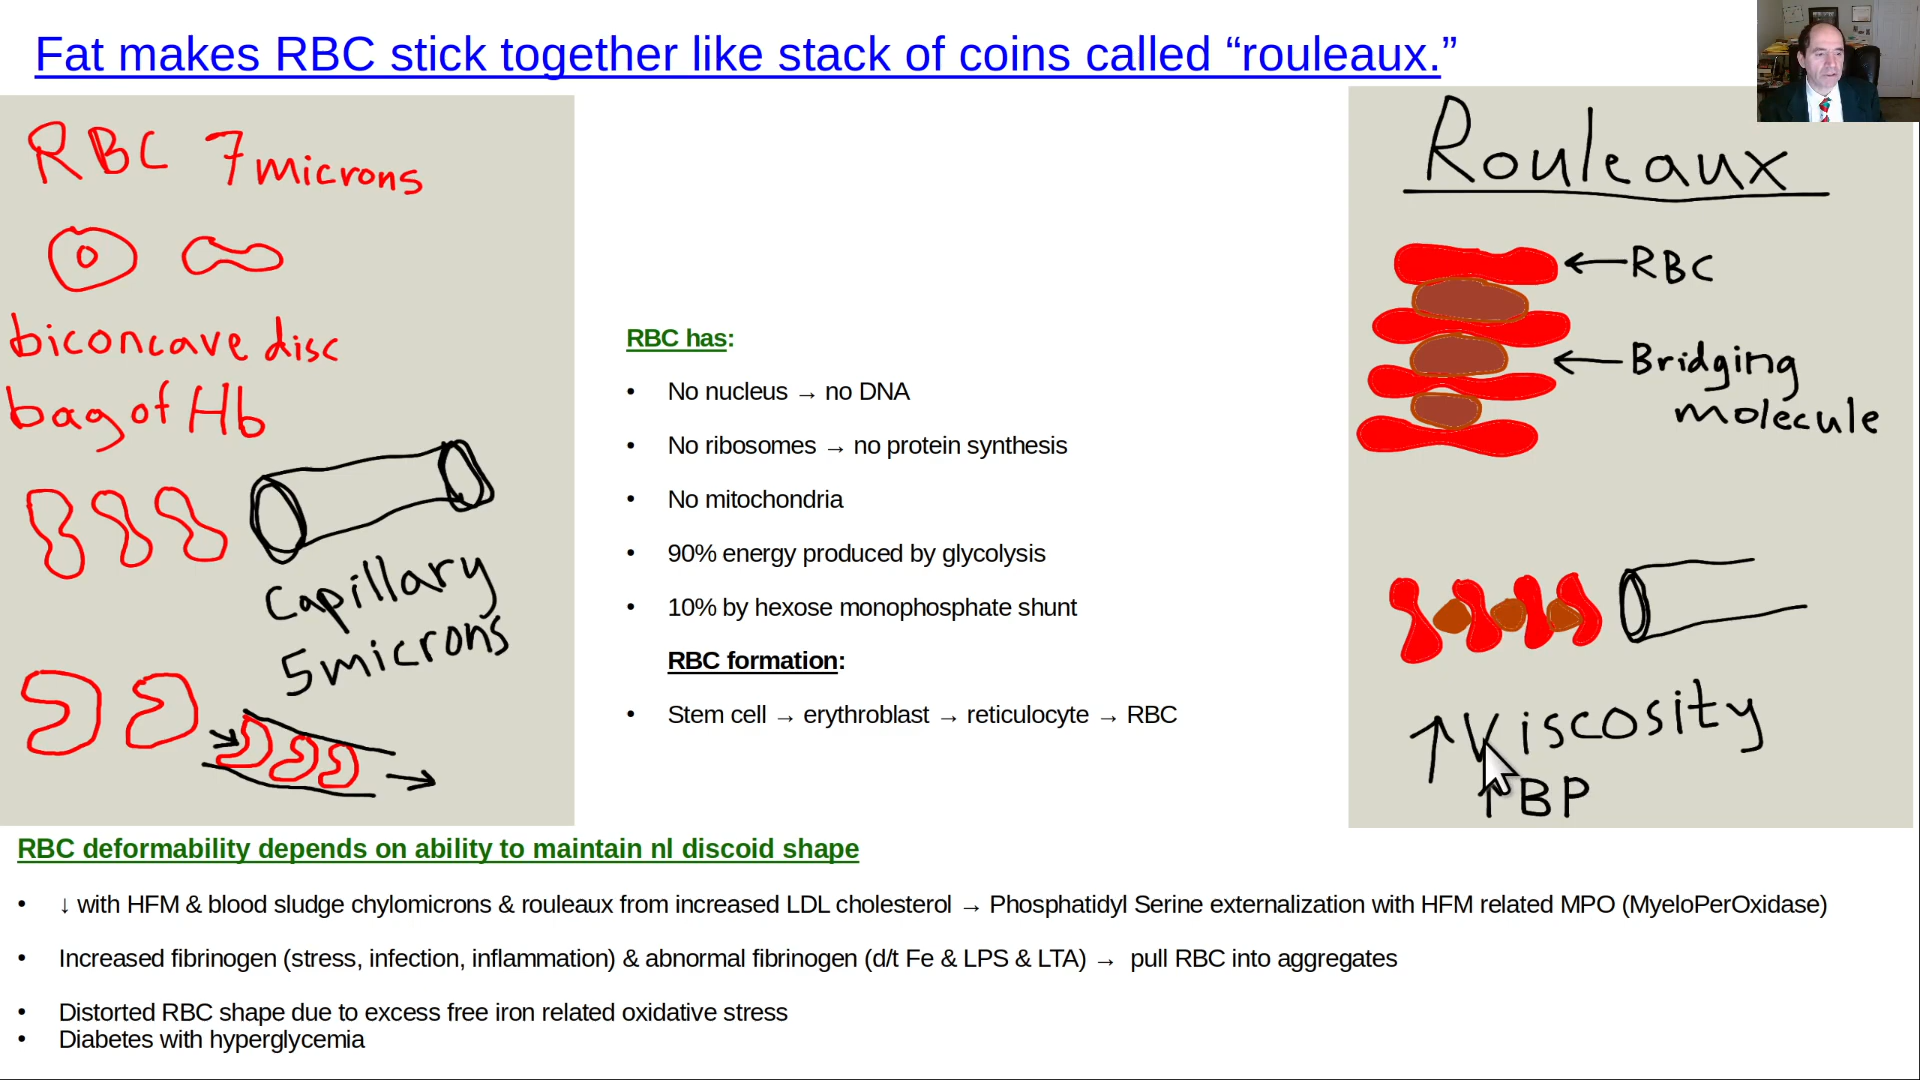 Fat makes RBC stick together like stack of coins called “rouleaux.”
RBC 7 microns
biconcave disc
bag of Hb
Capillary
5 microns
RBC has:
• No nucleus → no DNA
• No ribosomes → no protein synthesis
• No mitochondria
• 90% energy produced by glycolysis
• 10% by hexose monophosphate shunt
RBC formation:
• Stem cell → erythroblast → reticulocyte → RBC
Rouleaux
← RBC
← Bridging
molecule
↑ Viscosity
↑ BP
RBC deformability depends on ability to maintain nl discoid shape
• ↓ with HFM & blood sludge chylomicrons & rouleaux from increased LDL cholesterol → Phosphatidyl Serine externalization with HFM related MPO (MyeloPerOxidase)
• Increased fibrinogen (stress, infection, inflammation) & abnormal fibrinogen (d/t Fe & LPS & LTA) → pull RBC into aggregates
• Distorted RBC shape due to excess free iron related oxidative stress
• Diabetes with hyperglycemia